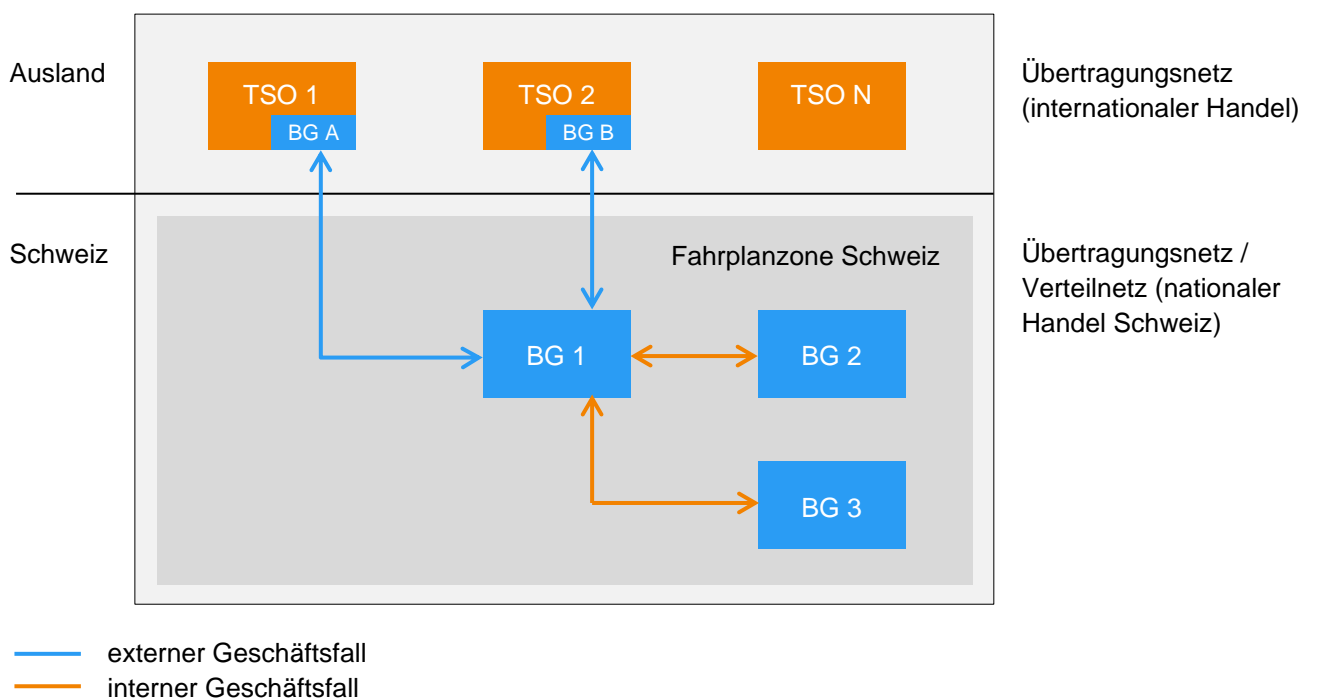 Ausland
TSO 1
BG A
TSO 2
BG B
TSO N
Übertragungsnetz
(internationaler Handel)
Schweiz
Fahrplanzone Schweiz
Übertragungsnetz /
Verteilnetz (nationaler
Handel Schweiz)
BG 1
BG 2
BG 3
externer Geschäftsfall
interner Geschäftsfall